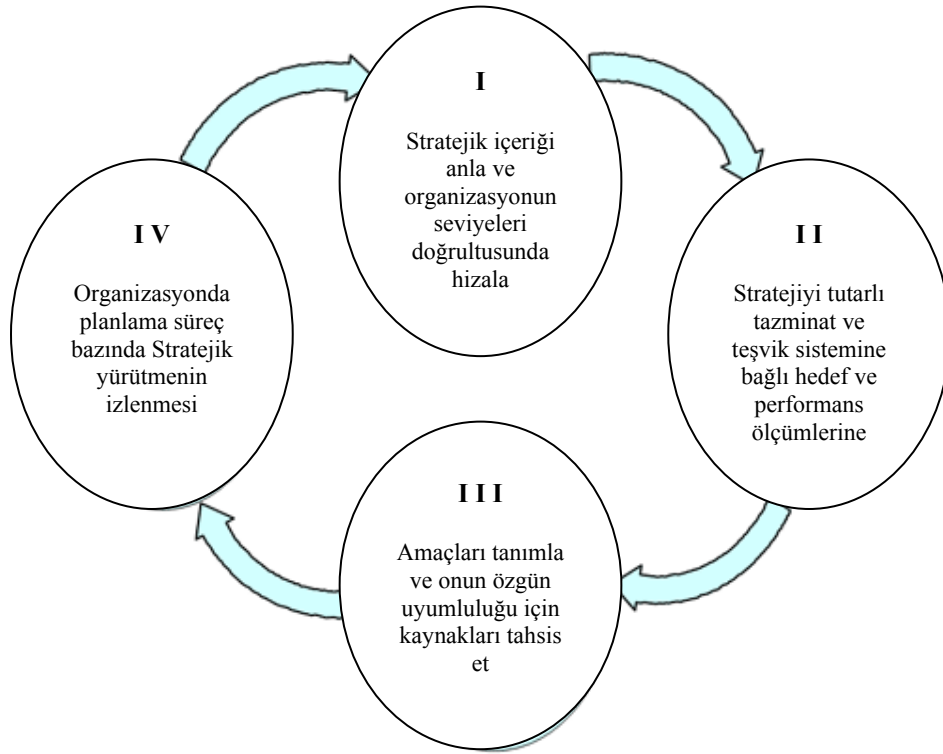 I
Stratejik içeriği
anla ve
organizasyonun
seviyeleri
doğrultusunda
hizala
I I
Stratejiyi tutarlı
tazminat ve
teşvik sistemine
bağlı hedef ve
performans
ölçümlerine
I I I
Amaçları tanımla
ve onun özgün
uyumluluğu için
kaynakları tahsis
et
I V
Organizasyonda
planlama süreç
bazında Stratejik
yürütmenin
izlenmesi